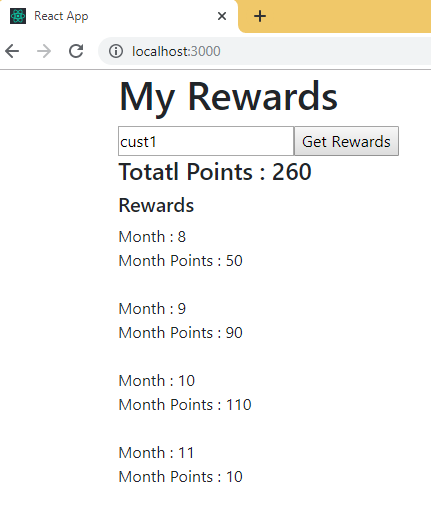 React App
localhost:3000
My Rewards
cust1 Get Rewards
Totatl Points : 260
Rewards
Month : 8
Month Points : 50
Month : 9
Month Points : 90
Month : 10
Month Points : 110
Month : 11
Month Points : 10